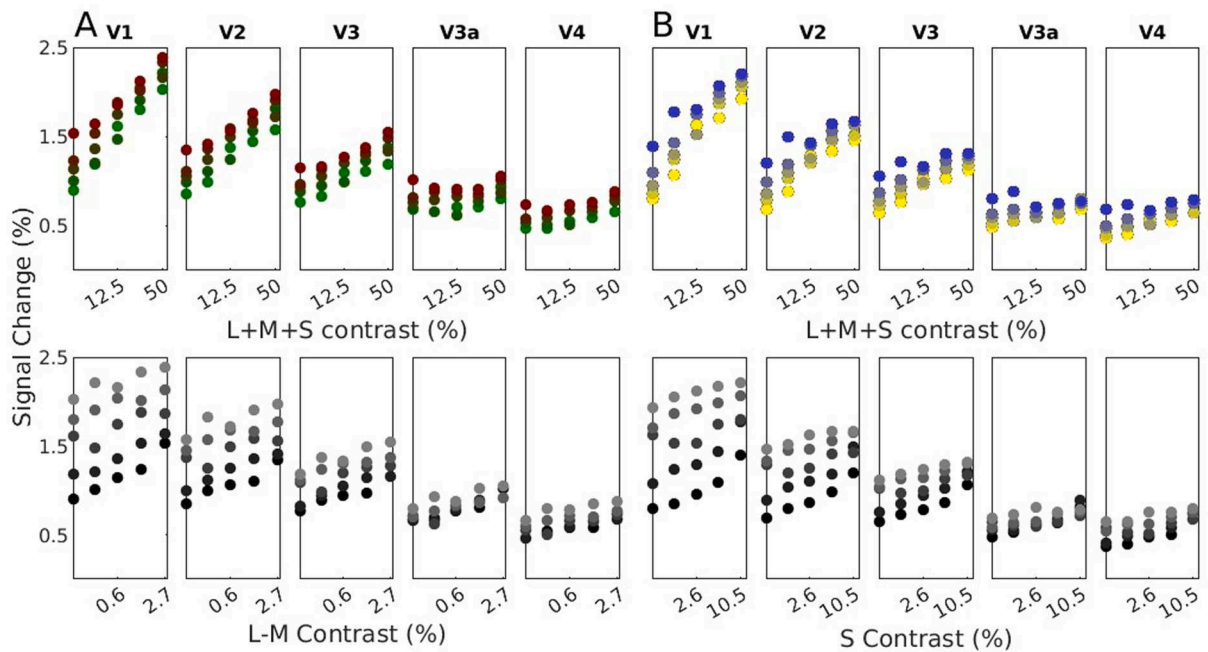 A B
V1 V2 V3 V3a V4 V1 V2 V3 V3a V4
2.5
1.5
0.5
12.5 50 12.5 50 12.5 50 12.5 50 12.5 50 12.5 50 12.5 50 12.5 50 12.5 50 12.5 50
L+M+S contrast (%) L+M+S contrast (%)
Signal Change (%)
2.5
1.5
0.5
0.6 2.7 0.6 2.7 0.6 2.7 0.6 2.7 0.6 2.7 2.6 10.5 2.6 10.5 2.6 10.5 2.6 10.5 2.6 10.5
L-M Contrast (%) S Contrast (%)